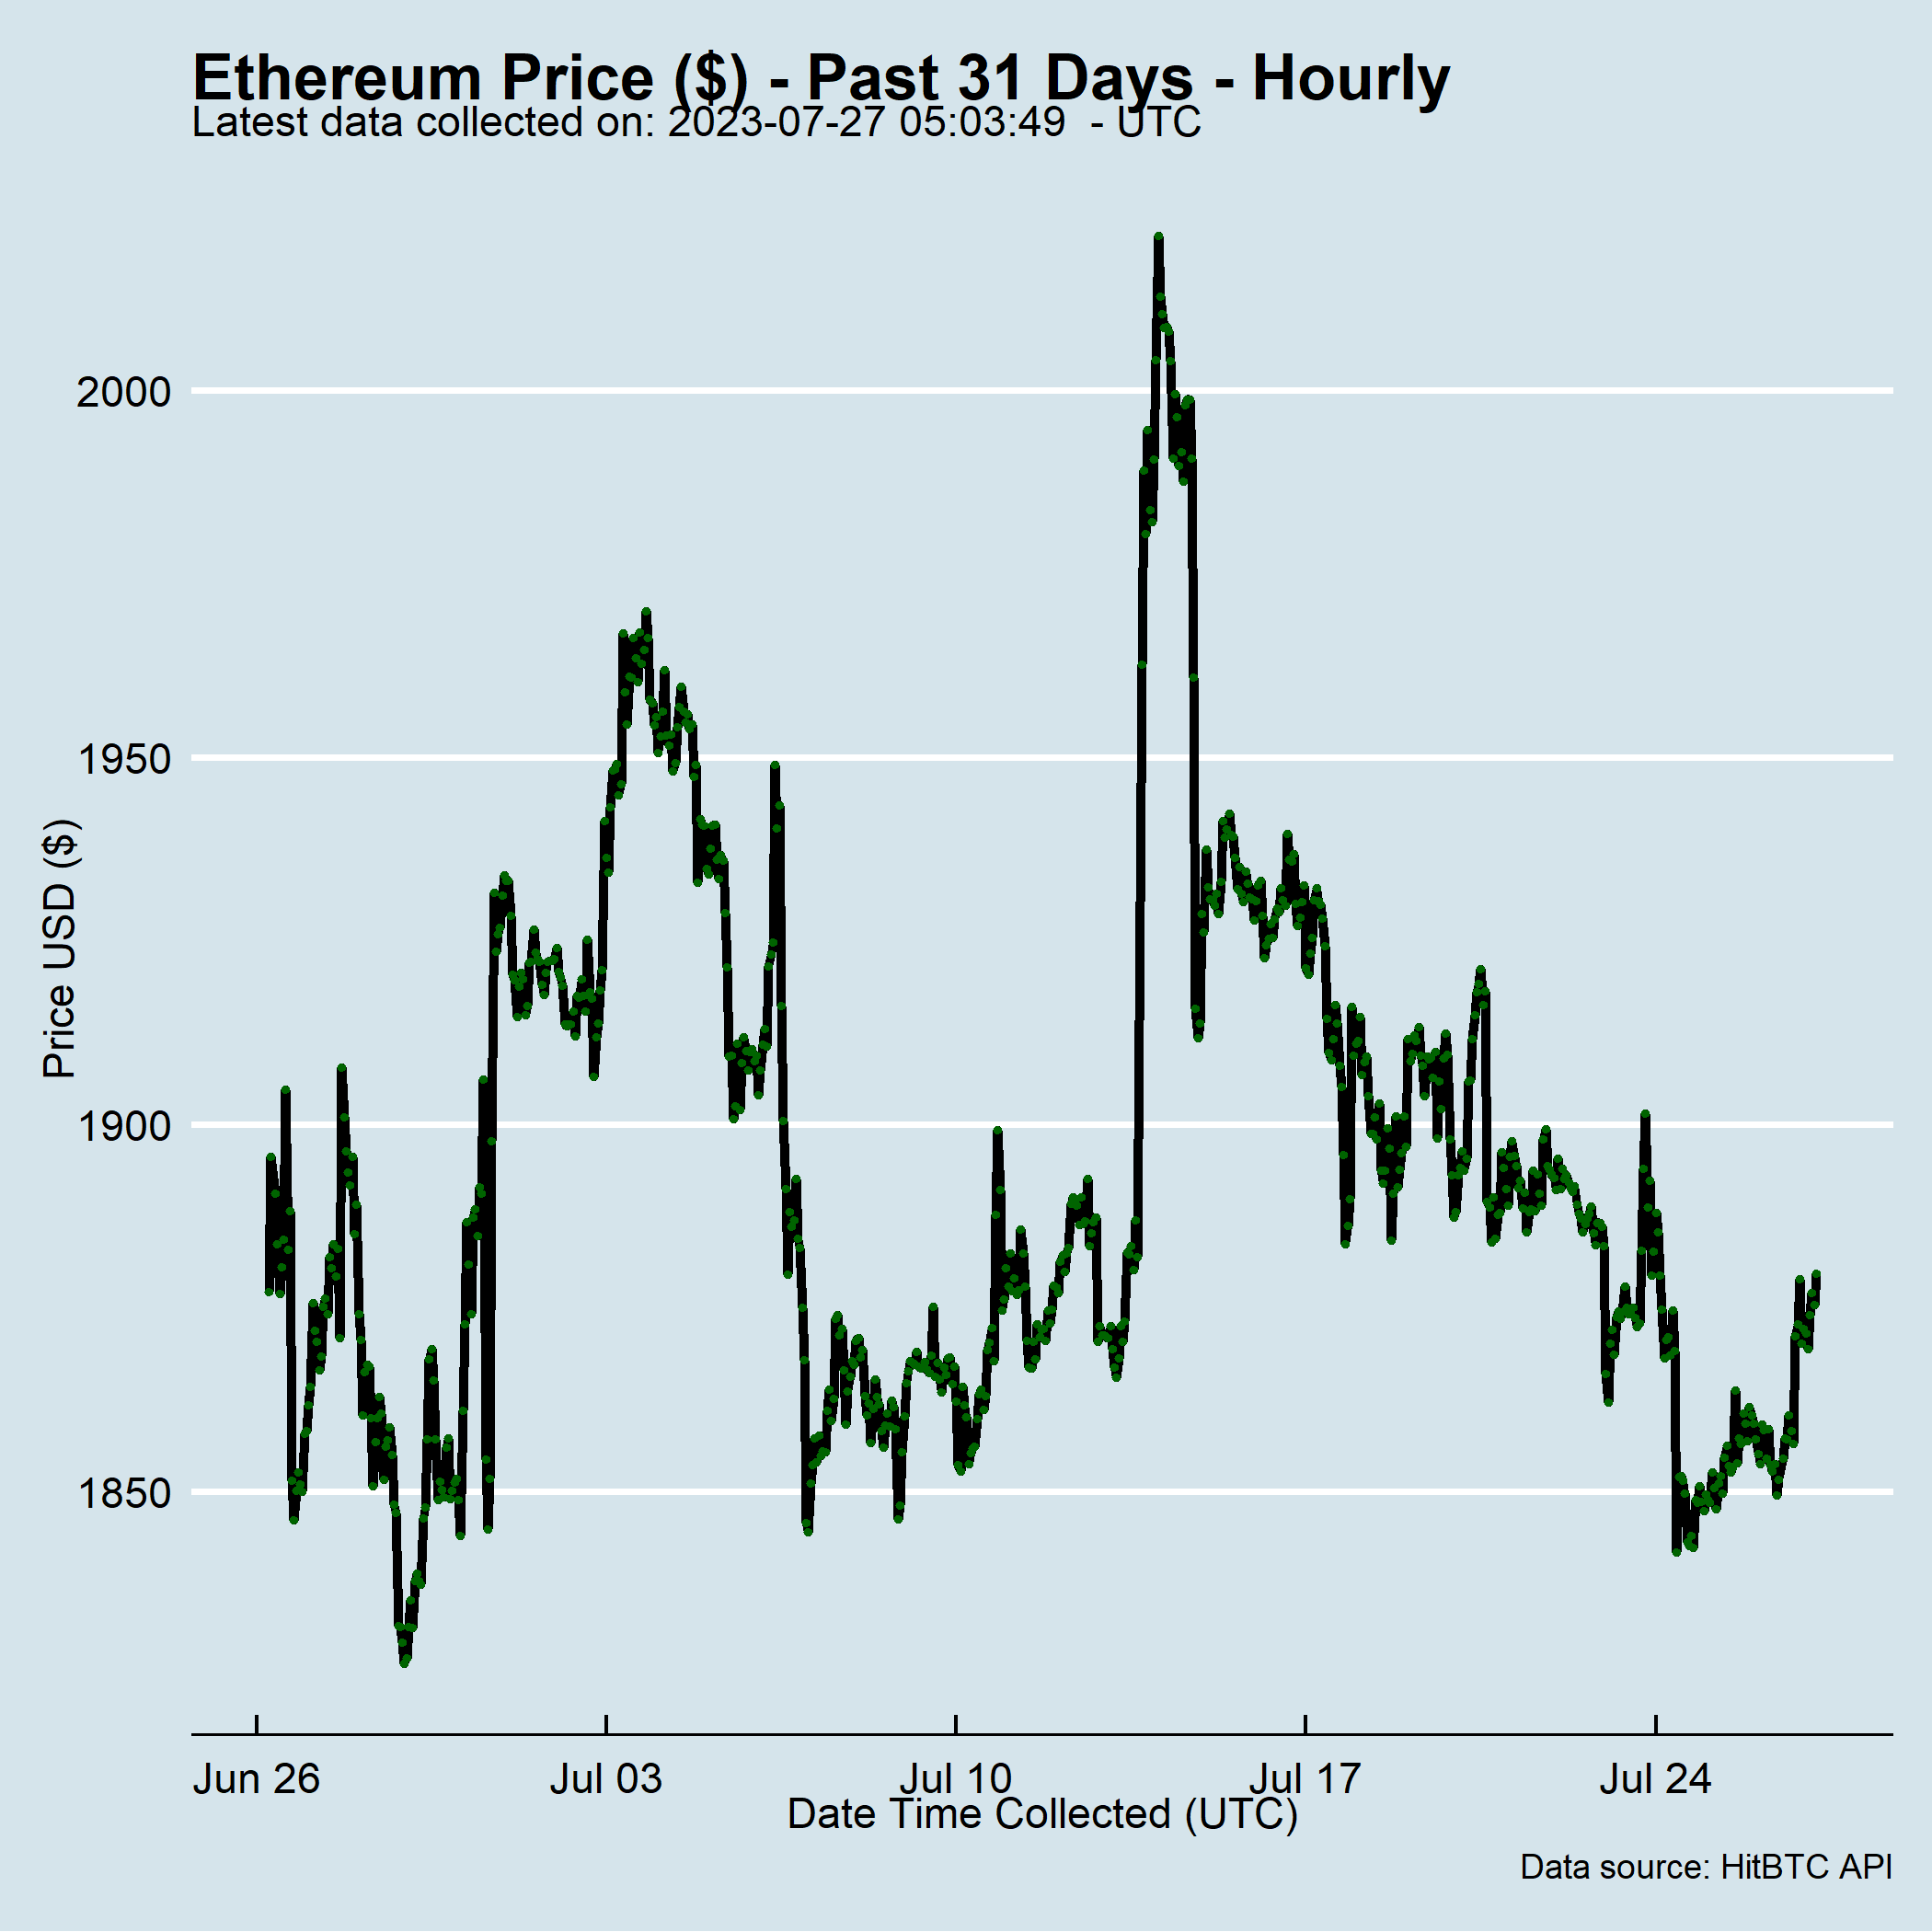 Ethereum Price ($) - Past 31 Days - Hourly
Latest data collected on: 2023-07-27 05:03:49  - UTC
Price USD ($)
2000
1950
1900
1850
Jun 26 Jul 03 Jul 10 Jul 17 Jul 24
Date Time Collected (UTC)
Data source: HitBTC API